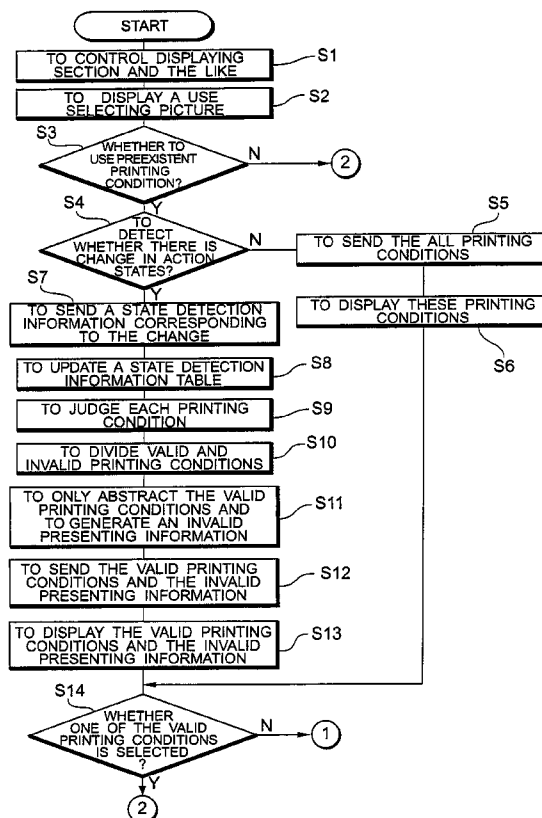 START
TO CONTROL DISPLAYING
SECTION AND THE LIKE
S1
TO DISPLAY A USE
SELECTING PICTURE
S2
S3
WHETHER TO
USE PREEXISTENT
PRINTING
CONDITION?
N
2
Y
S4
TO
DETECT
WHETHER THERE IS
CHANGE IN ACTION
STATES?
N
S5
TO SEND THE ALL PRINTING
CONDITIONS
TO DISPLAY THESE PRINTING
CONDITIONS
S6
Y
S7
TO SEND A STATE DETECTION
INFORMATION CORRESPONDING
TO THE CHANGE
TO UPDATE A STATE DETECTION
INFORMATION TABLE
S8
TO JUDGE EACH PRINTING
CONDITION
S9
TO DIVIDE VALID AND
INVALID PRINTING CONDITIONS
S10
TO ONLY ABSTRACT THE VALID
PRINTING CONDITIONS AND
TO GENERATE AN INVALID
PRESENTING INFORMATION
S11
TO SEND THE VALID PRINTING
CONDITIONS AND THE INVALID
PRESENTING INFORMATION
S12
TO DISPLAY THE VALID PRINTING
CONDITIONS AND THE INVALID
PRESENTING INFORMATION
S13
S14
WHETHER
ONE OF THE VALID
PRINTING CONDITIONS
IS SELECTED
?
N
1
Y
2